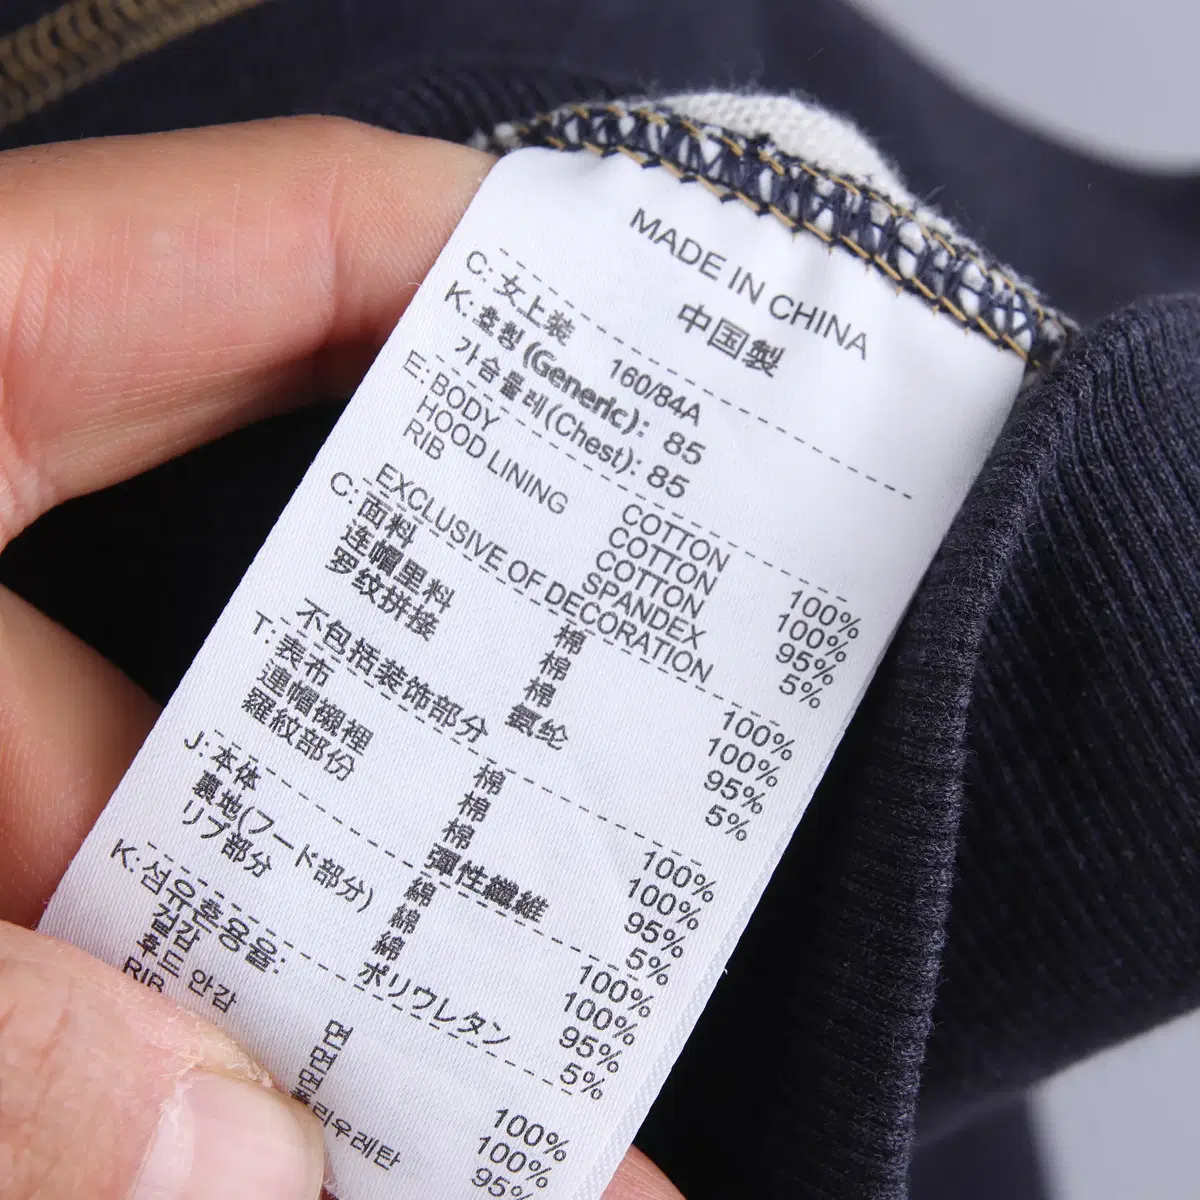 MADE IN CHINA
中国製
C: 女上装 160/84A
K: 호칭(Generic): 85
가슴둘레(Chest): 85
E: BODY COTTON 100%
HOOD LINING COTTON 100%
RIB COTTON 95%
SPANDEX 5%
EXCLUSIVE OF DECORATION
C: 面料 棉 100%
连帽里料 棉 100%
罗纹拼接 棉 95%
氨纶 5%
不包括装饰部分
T: 表布 棉 100%
連帽襯裡 棉 100%
羅紋部份 棉 95%
彈性纖維 5%
J: 本体 綿 100%
裏地(フード部分) 綿 100%
リブ部分 綿 95%
ポリウレタン 5%
K: 섬유혼용율:
겉감 면 100%
후드 안감 면 100%
RIB 면 95%
폴리우레탄